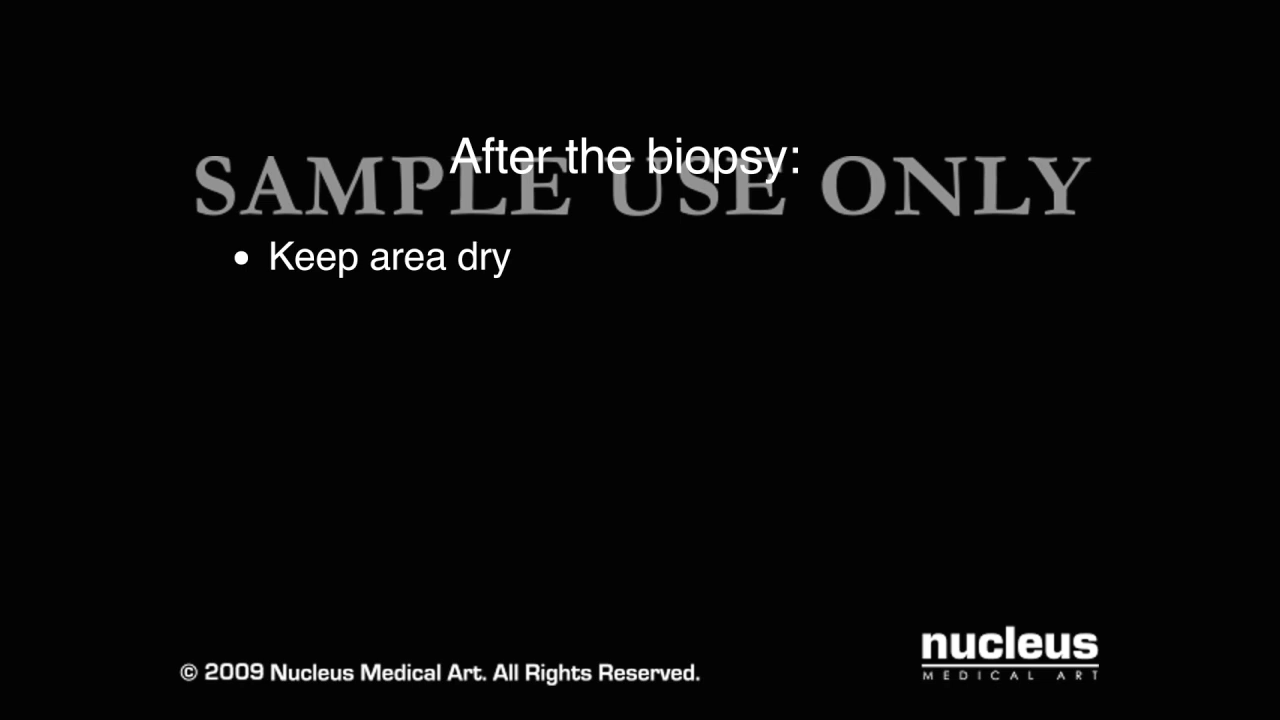 After the biopsy:
SAMPLE USE ONLY
• Keep area dry
nucleus
MEDICAL ART
© 2009 Nucleus Medical Art. All Rights Reserved.